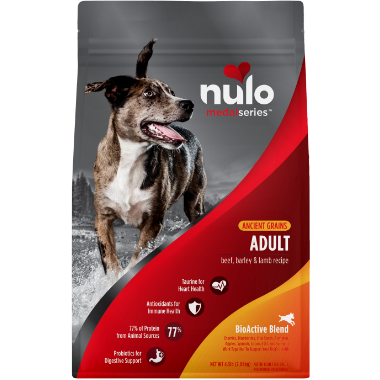 nulo
medalseries™
ANCIENT GRAINS
ADULT
beef, barley & lamb recipe
Taurine for
Heart Health
Antioxidants for
Immune Health
77% of Protein
from Animal Sources
77%
Probiotics for
Digestive Support
BioActive Blend